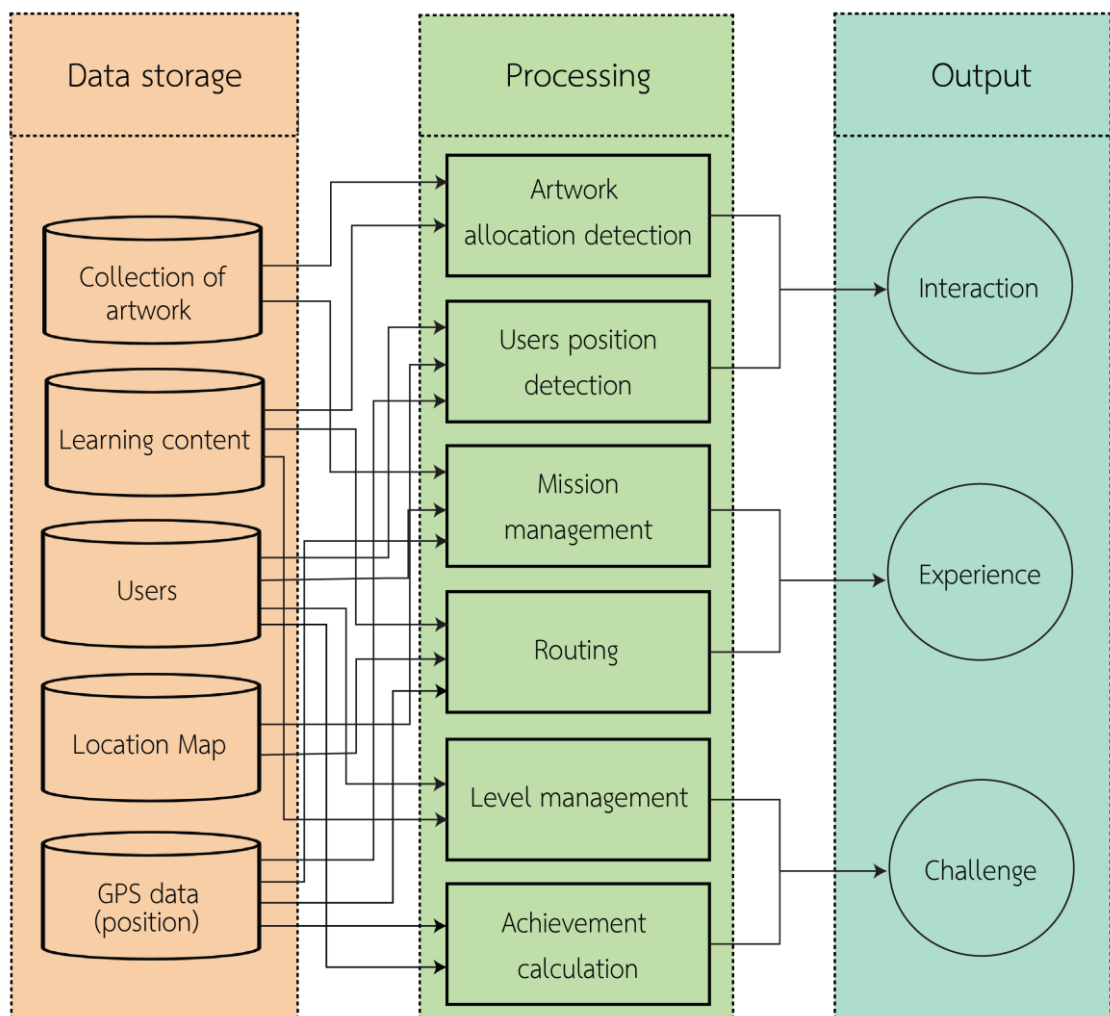 Data storage
Processing
Output
Collection of
artwork
Learning content
Users
Location Map
GPS data
(position)
Artwork
allocation detection
Users position
detection
Mission
management
Routing
Level management
Achievement
calculation
Interaction
Experience
Challenge